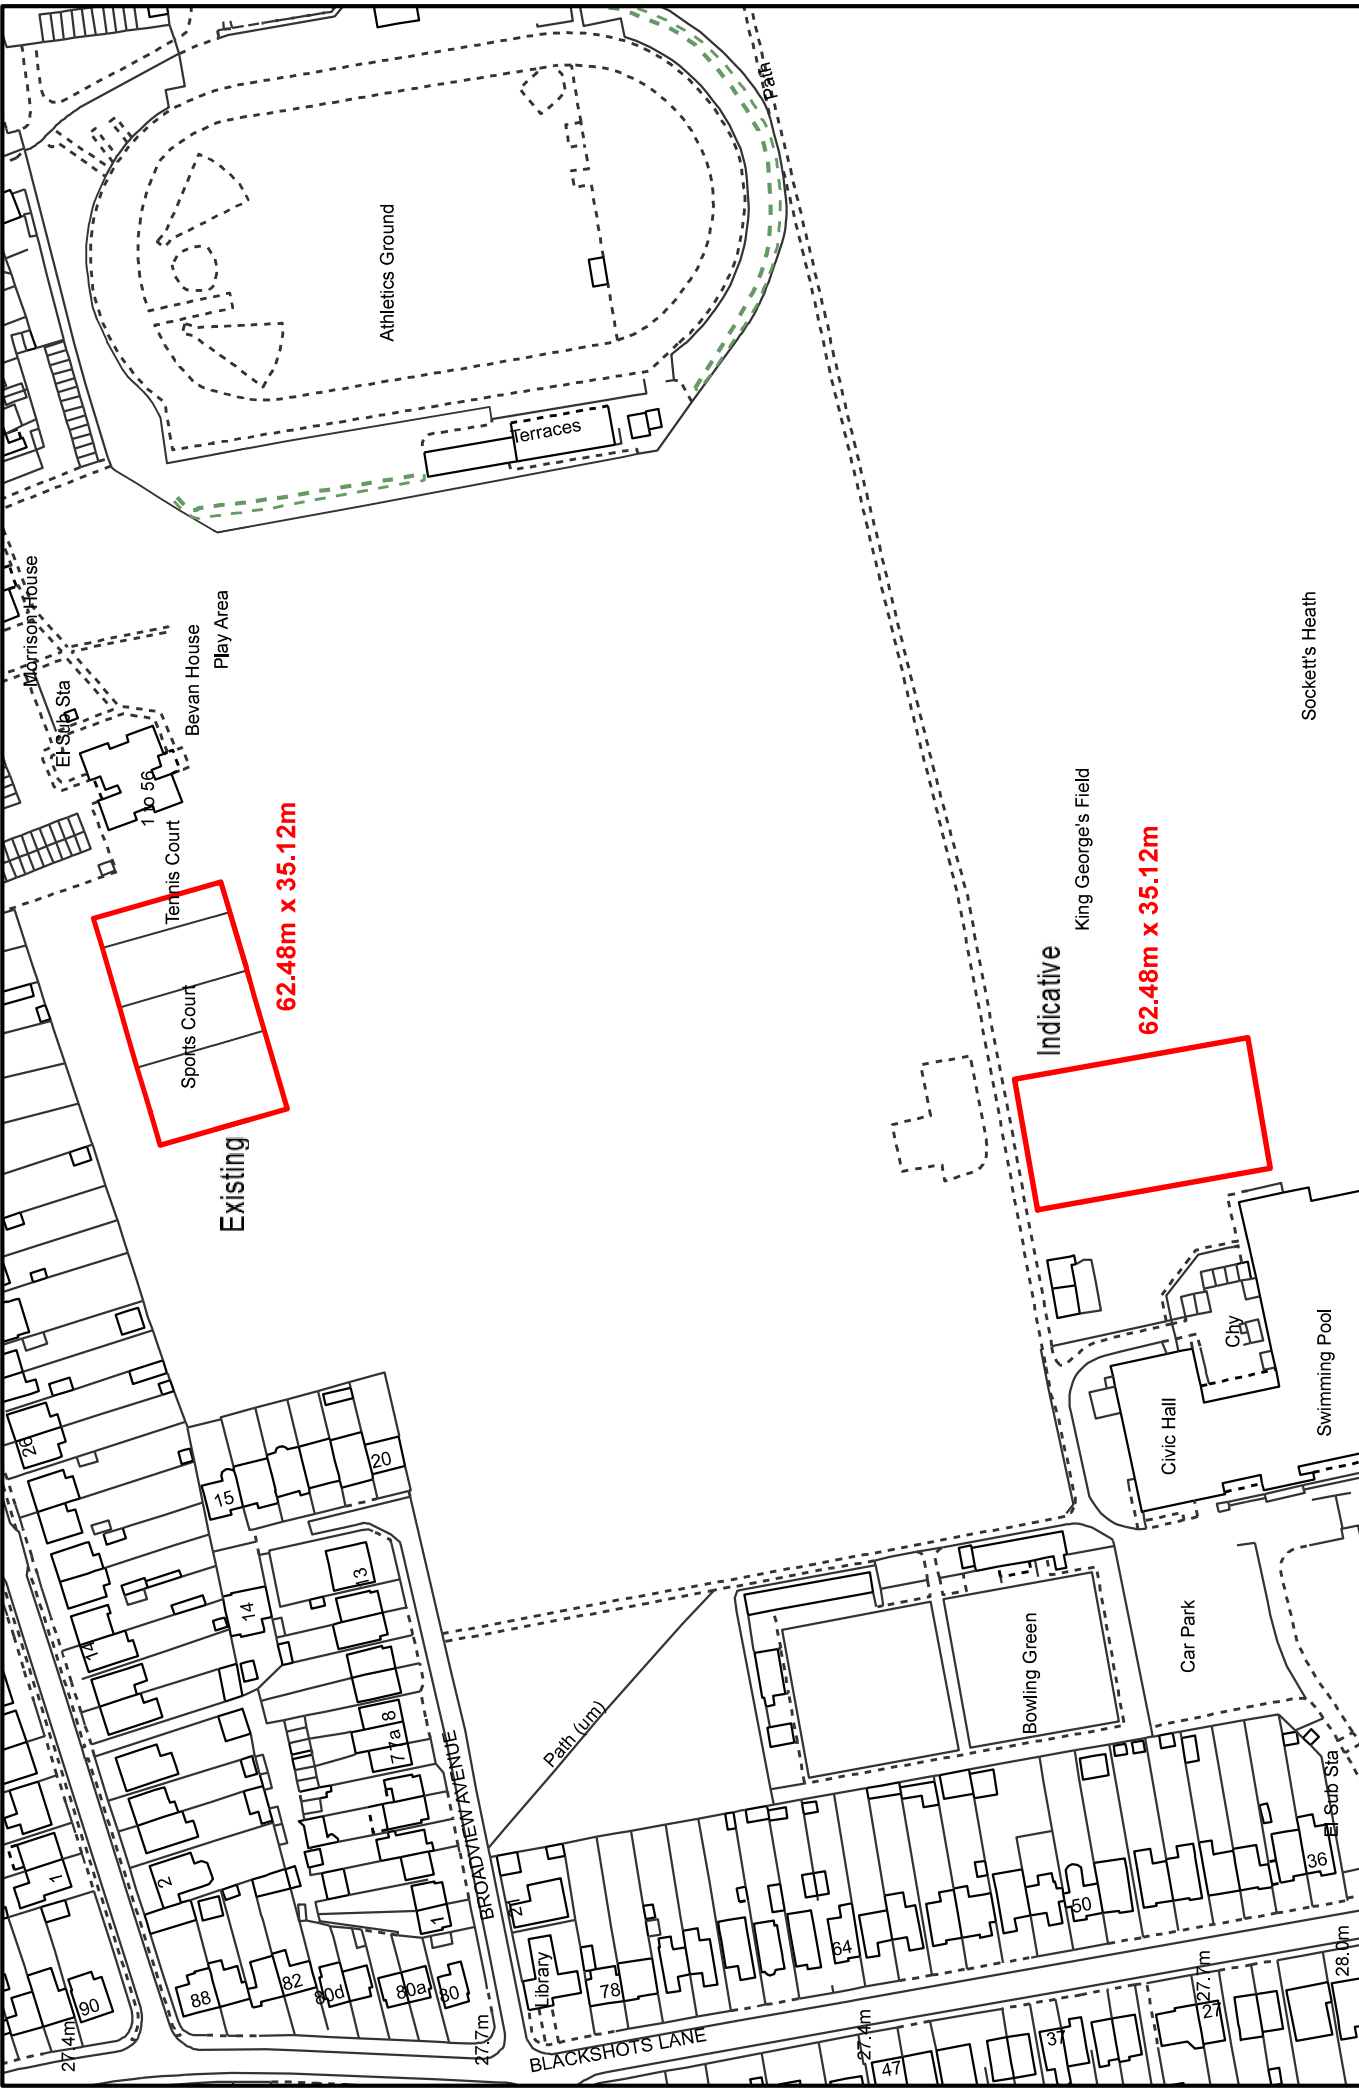 Path
Athletics Ground
Terraces
Morrison House
El Sub Sta
Bevan House
Play Area
1 to 56
Tennis Court
Sports Court
62.48m x 35.12m
Existing
Sockett's Heath
King George's Field
Indicative
62.48m x 35.12m
Chy
Swimming Pool
Civic Hall
Car Park
Bowling Green
Path (um)
BROADVIEW AVENUE
BLACKSHOTS LANE
Library
El Sub Sta
26
15
20
14
14
13
8
7a
7
2
1
1
21
90
88
82
80d
80a
80
78
64
50
36
47
37
27
27.4m
27.7m
27.4m
27.7m
28.0m